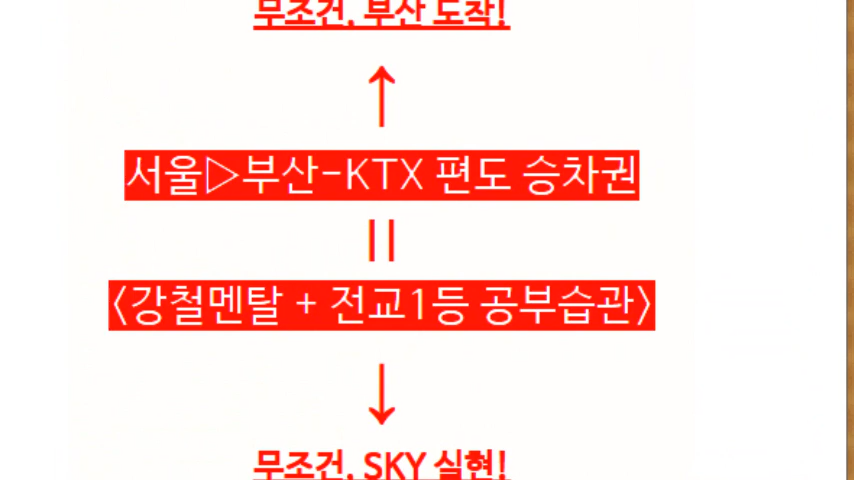 무조건, 부산 도착!
↑
서울▷부산-KTX 편도 승차권
||
〈강철멘탈 + 전교1등 공부습관〉
↓
무조건, SKY 실현!